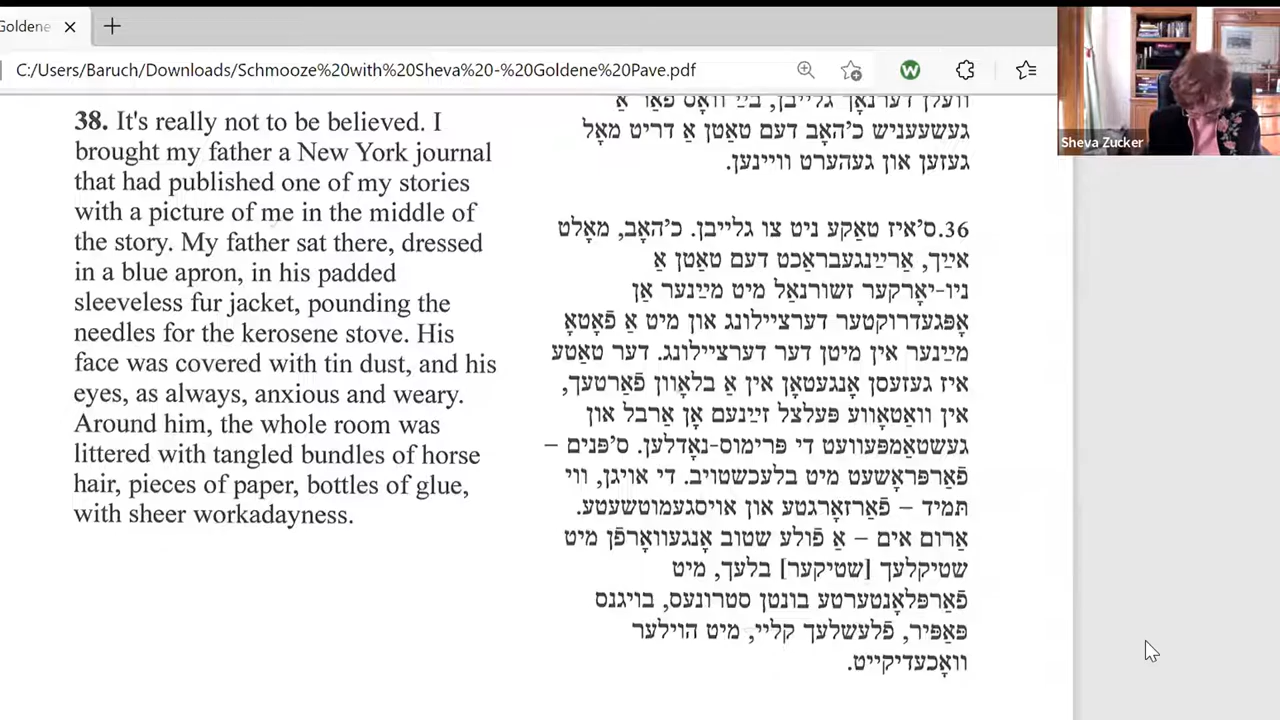 Goldene
C:/Users/Baruch/Downloads/Schmooze%20with%20Sheva%20-%20Goldene%20Pave.pdf
Sheva Zucker
38. It's really not to be believed. I
brought my father a New York journal
that had published one of my stories
with a picture of me in the middle of
the story. My father sat there, dressed
in a blue apron, in his padded
sleeveless fur jacket, pounding the
needles for the kerosene stove. His
face was covered with tin dust, and his
eyes, as always, anxious and weary.
Around him, the whole room was
littered with tangled bundles of horse
hair, pieces of paper, bottles of glue,
with sheer workadayness.
וועלן דערנאָך גלייבן, בײַ וואָס פֿאַר אַ
געשעעניש כ'האָב דעם טאַטן אַ דריט מאָל
געזען און געהערט וויינען.
36.ס'איז טאַקע ניט צו גלייבן. כ'האָב, מאָלט
אײַך, אַרײַנגעבראַכט דעם טאַטן אַ
ניו-יאָרקער זשורנאַל מיט מײַנער אַן
אָפּגעדרוקטער דערציילונג און מיט אַ פֿאָטאָ
מײַנער אין מיטן דער דערציילונג. דער טאַטע
איז געזעסן אָנגעטאָן אין אַ בלאָוון פֿאַרטעך,
אין וואַטאָווע פּעלצל זײַנעם אָן אַרבל און
געשטאַמפּעוועט די פּרימוס-נאָדלען. ס'פּנים –
פֿאַרפּראָשעט מיט בלעכשטויב. די אויגן, ווי
תּמיד – פֿאַרזאָרגטע און אויסגעמוטשעטע.
אַרום אים – אַ פֿולע שטוב אָנגעוואָרפֿן מיט
שטיקלעך [שטיקער] בלעך, מיט
פֿאַרפּלאָנטערטע בונטן סטרונעס, בויגנס
פּאַפּיר, פֿלעשלעך קליי, מיט הוילער
וואָכעדיקייט.